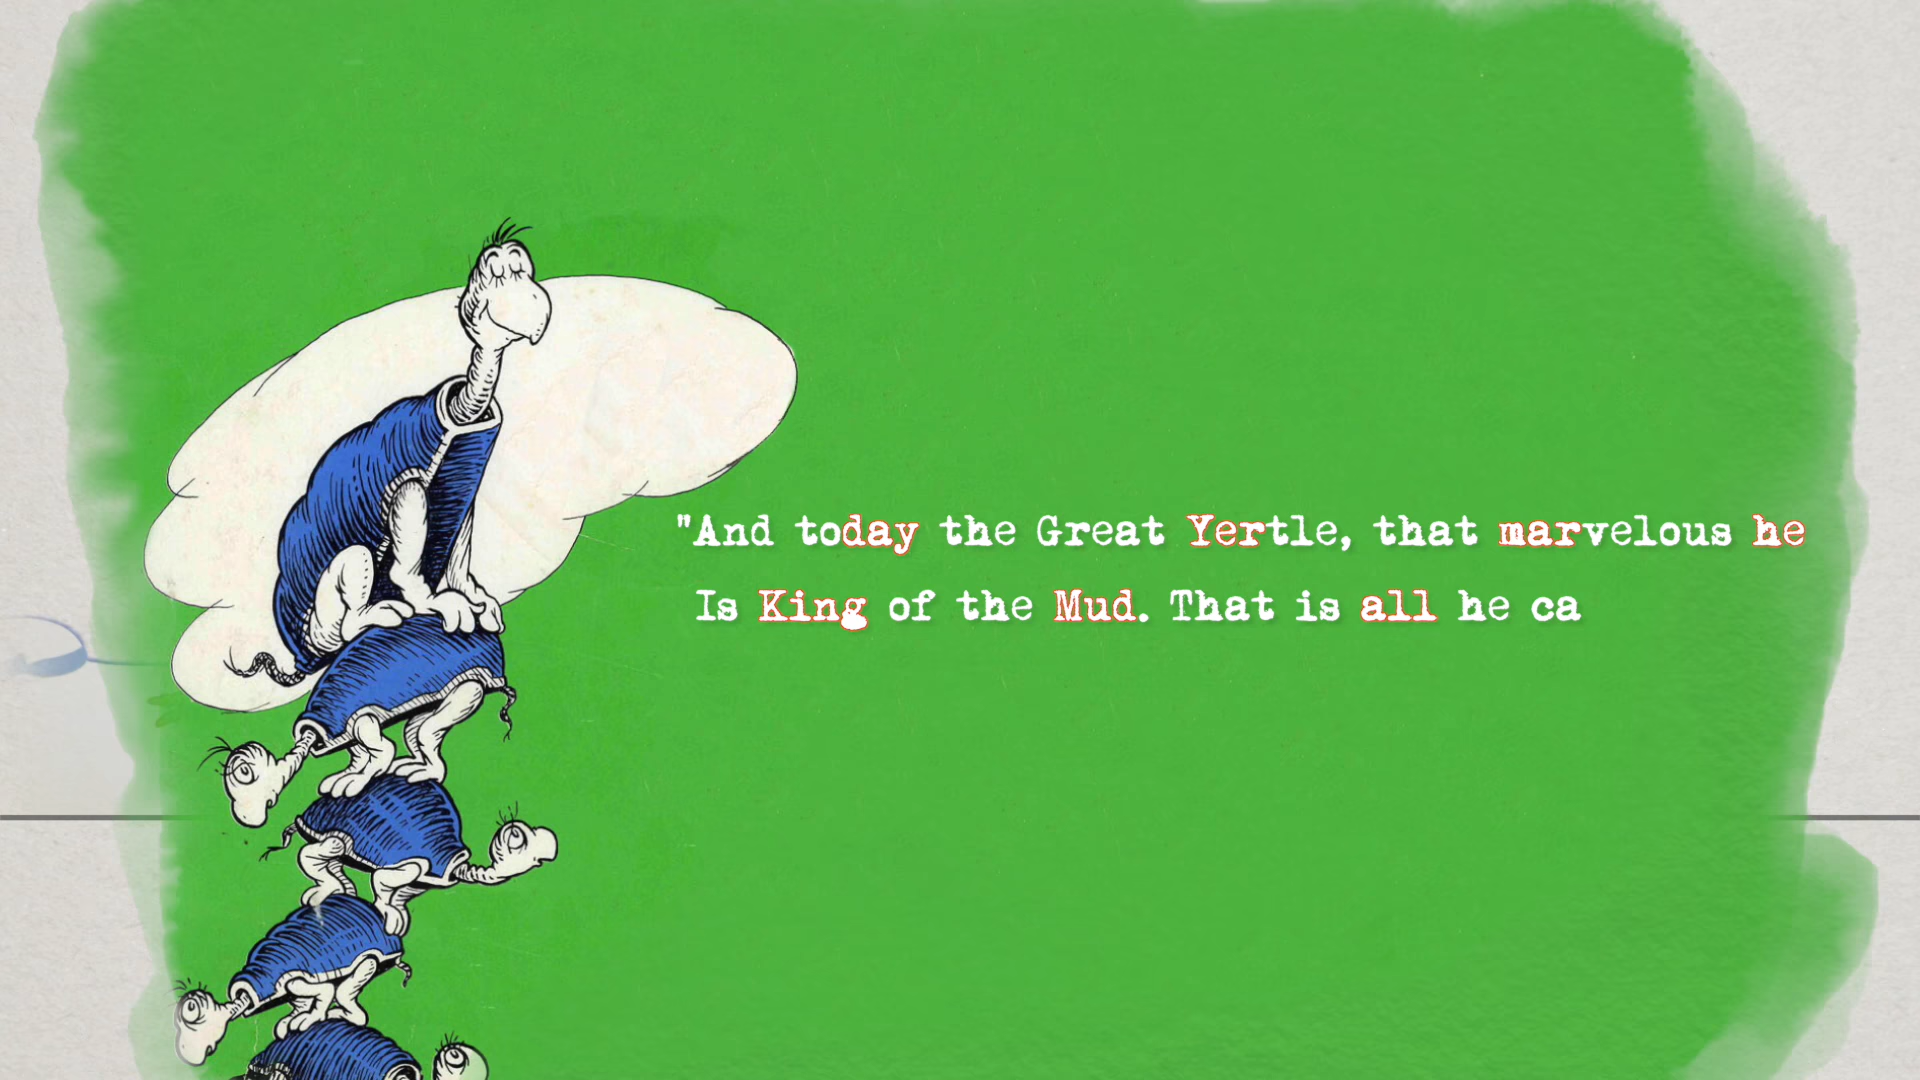 "And today the Great Yertle, that marvelous he
Is King of the Mud. That is all he ca